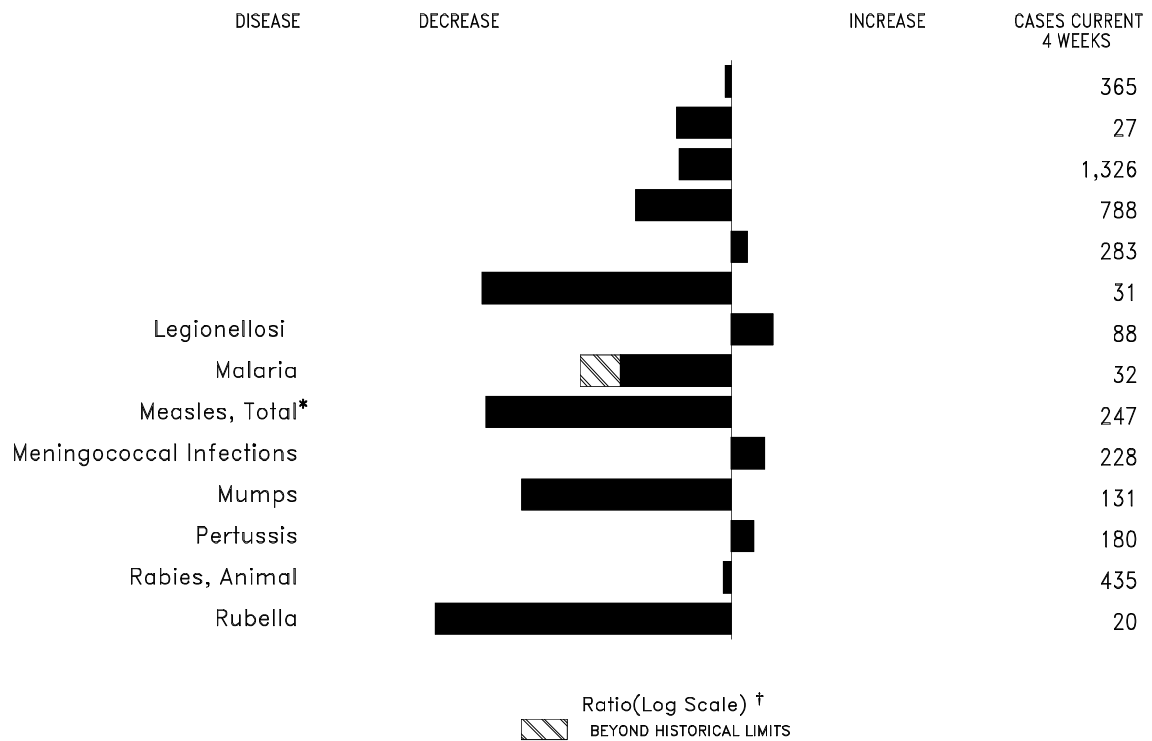 DISEASE DECREASE INCREASE CASES CURRENT
4 WEEKS
365
27
1,326
788
283
31
Legionellosi 88
Malaria 32
Measles, Total* 247
Meningococcal Infections 228
Mumps 131
Pertussis 180
Rabies, Animal 435
Rubella 20
Ratio(Log Scale) †
BEYOND HISTORICAL LIMITS